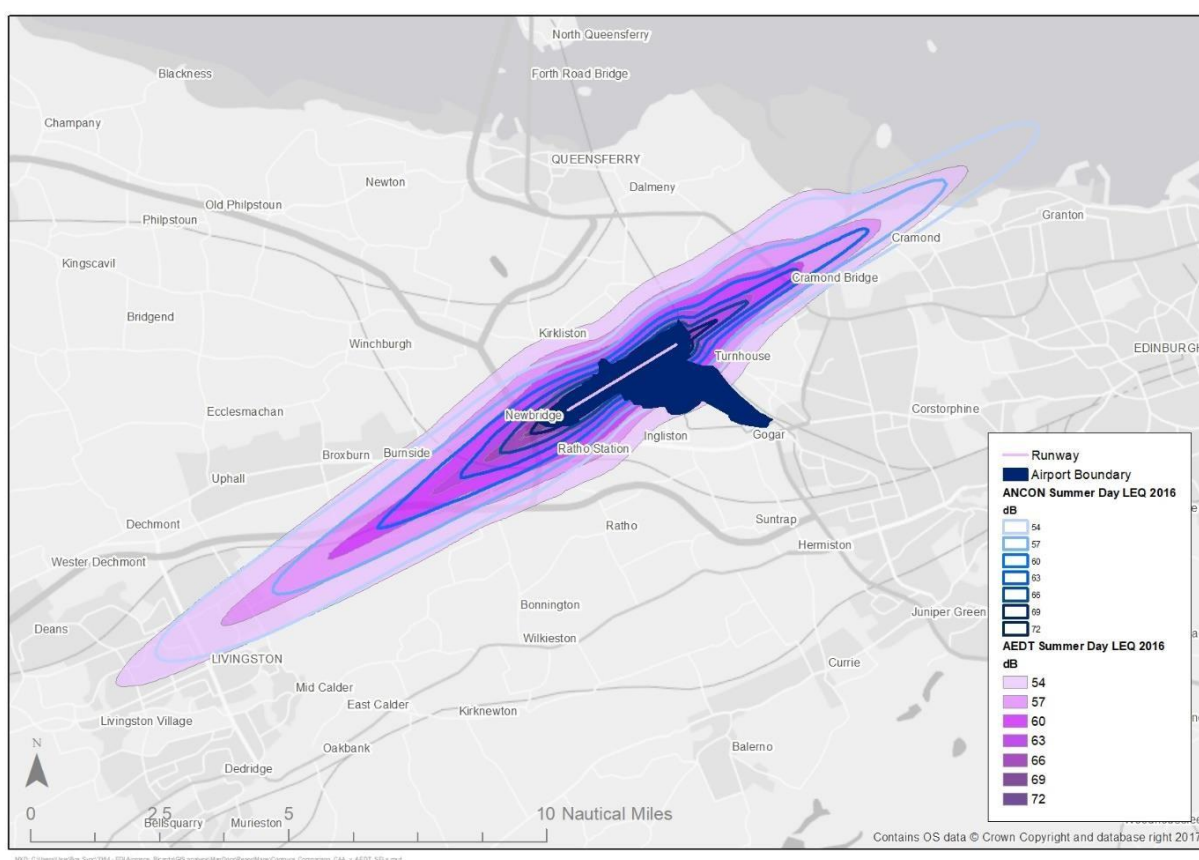 North Queensferry
Blackness
Forth Road Bridge
Champany
QUEENSFERRY
Newton
Dalmeny
Old Philpstoun
Philpstoun
Granton
Cramond
Kingscavil
Cramond Bridge
Bridgend
Kirkliston
Winchburgh
Turnhouse
EDINBURGH
Ecclesmachan
Newbridge
Corstorphine
Ingliston
Gogar
Broxburn
Burnside
Ratho Station
Uphall
Dechmont
Ratho
Suntrap
Wester Dechmont
Hermiston
Bonnington
Juniper Green
Deans
Wilkieston
LIVINGSTON
Currie
Mid Calder
East Calder
Kirknewton
Livingston Village
Oakbank
Balerno
Dedridge
Bellsquarry
Murieston
Runway
Airport Boundary
ANCON Summer Day LEQ 2016
dB
54
57
60
63
66
69
72
AEDT Summer Day LEQ 2016
dB
54
57
60
63
66
69
72
N
0 2.5 5 10 Nautical Miles
Contains OS data © Crown Copyright and database right 2017